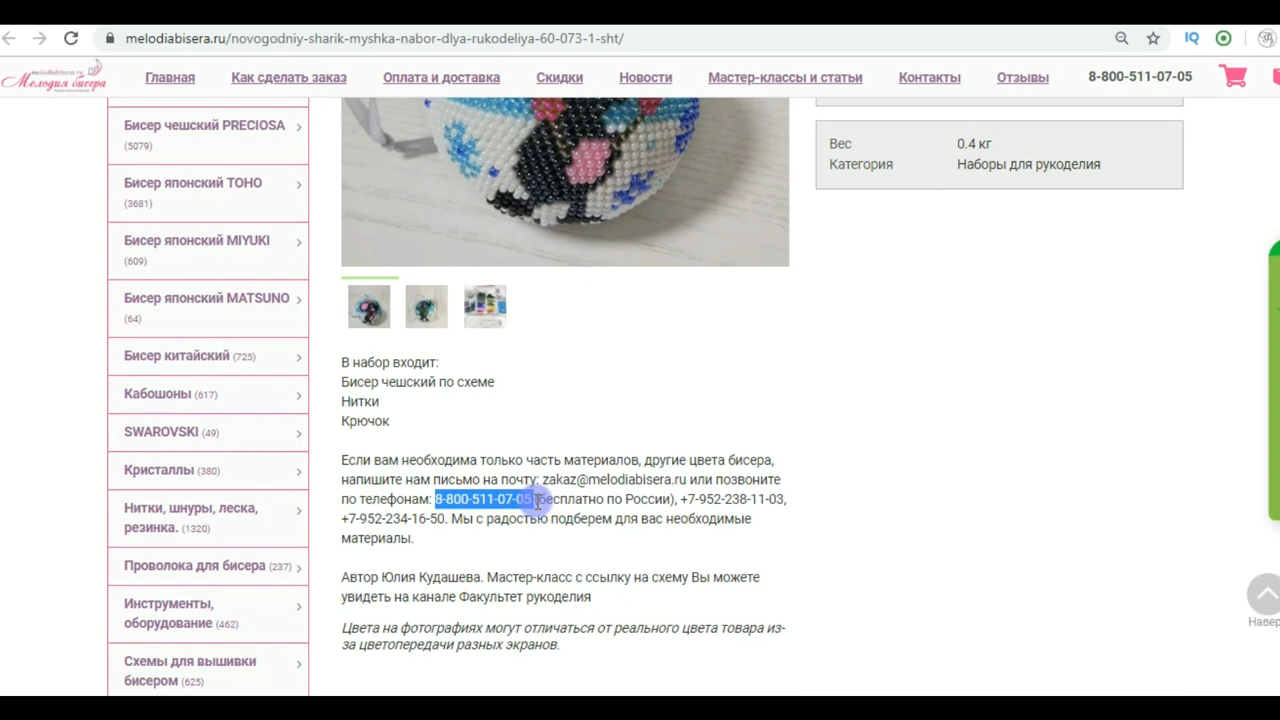 melodiabisera.ru/novogodniy-sharik-myshka-nabor-dlya-rukodeliya-60-073-1-sht/
IQ
melodiabisera.ru
Мелодия бисера
Главная
Как сделать заказ
Оплата и доставка
Скидки
Новости
Мастер-классы и статьи
Контакты
Отзывы
8-800-511-07-05
Бисер чешский PRECIOSA
(5079)
Бисер японский TOHO
(3681)
Бисер японский MIYUKI
(609)
Бисер японский MATSUNO
(64)
Бисер китайский (725)
Кабошоны (617)
SWAROVSKI (49)
Кристаллы (380)
Нитки, шнуры, леска,
резинка. (1320)
Проволока для бисера (237)
Инструменты,
оборудование (462)
Схемы для вышивки
бисером (625)
В набор входит:
Бисер чешский по схеме
Нитки
Крючок
Если вам необходима только часть материалов, другие цвета бисера,
напишите нам письмо на почту: zakaz@melodiabisera.ru или позвоните
по телефонам: 8-800-511-07-05 (бесплатно по России), +7-952-238-11-03,
+7-952-234-16-50. Мы с радостью подберем для вас необходимые
материалы.
Автор Юлия Кудашева. Мастер-класс с ссылку на схему Вы можете
увидеть на канале Факультет рукоделия
Цвета на фотографиях могут отличаться от реального цвета товара из-
за цветопередачи разных экранов.
Вес 0.4 кг
Категория Наборы для рукоделия
Навер